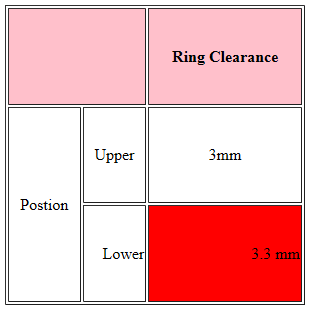 Ring Clearance
Upper
3mm
Postion
Lower
3.3 mm